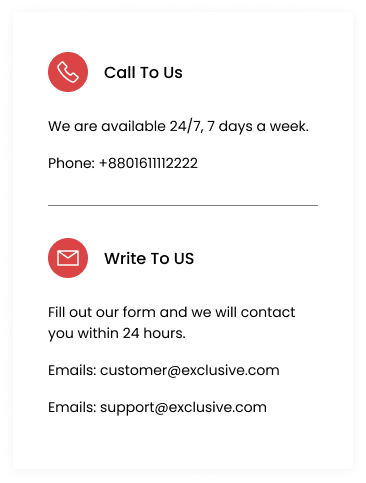 Call To Us
We are available 24/7, 7 days a week.
Phone: +8801611112222
Write To US
Fill out our form and we will contact
you within 24 hours.
Emails: customer@exclusive.com
Emails: support@exclusive.com